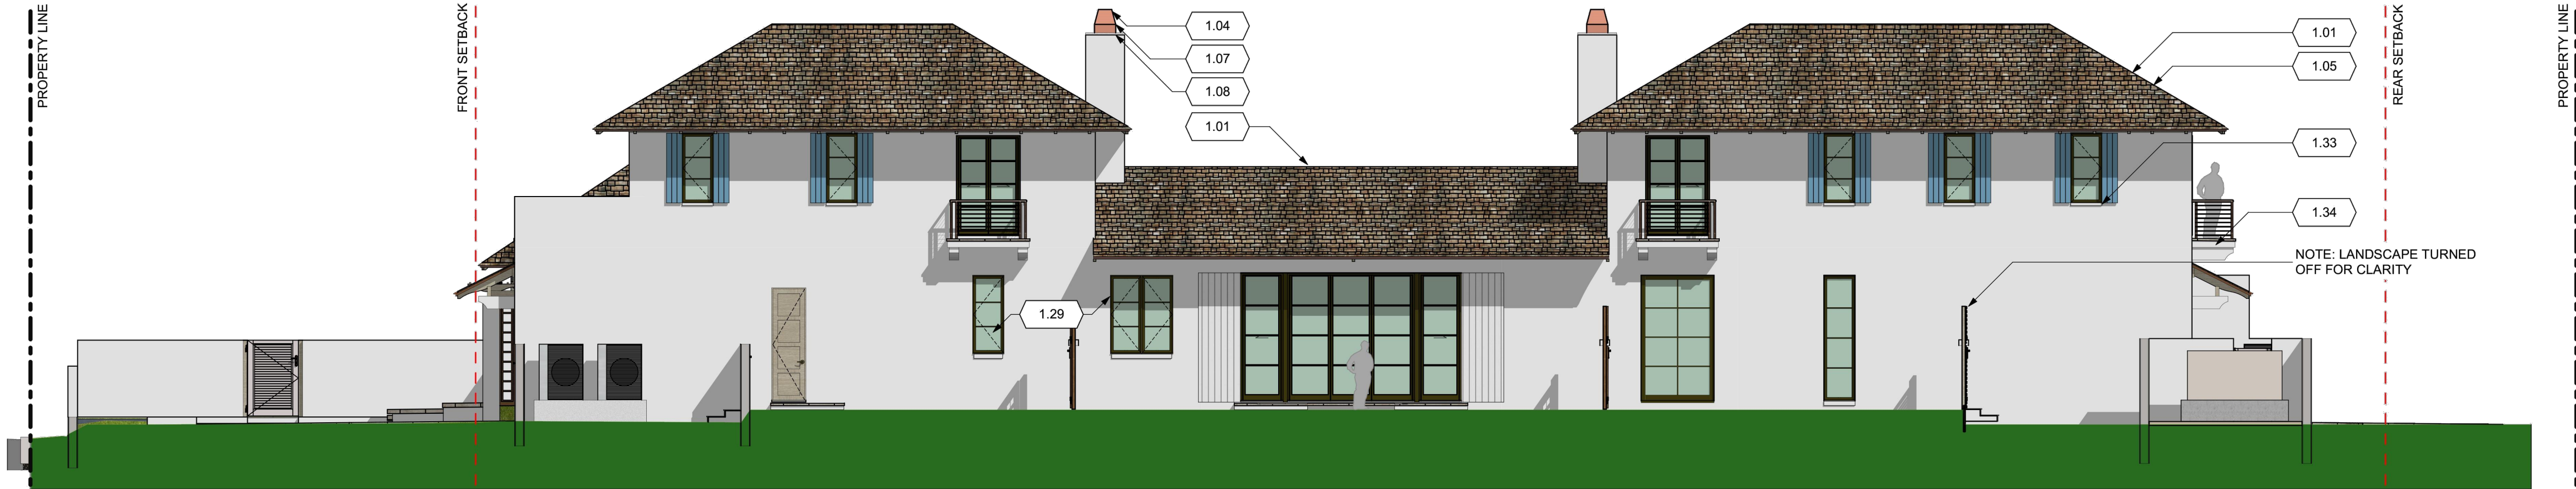 PROPERTY LINE
FRONT SETBACK
1.04
1.07
1.08
1.01
1.29
1.01
1.05
1.33
1.34
NOTE: LANDSCAPE TURNED
OFF FOR CLARITY
REAR SETBACK
PROPERTY LINE